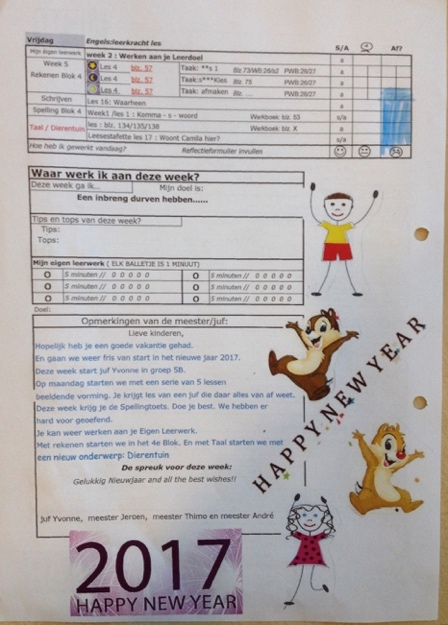 Vrijdag Engels:leerkracht les
Mijn eigen leerwerk week 2 : Werken aan je Leerdoel S/A Af?
Week 5 Les 4 blz. 57 Taak: **s 1 PWB:26/27 a
Rekenen Blok 4 Les 4 blz. 57 Taak:s***Kles Blz. 75 PWB:26/27 a
Les 4 blz. 57 Taak: afmaken Blz. ... PWB:26/27 a
Schrijven Les 16: Waarheen a
Spelling Blok 4 Week1 /les 1 : Komma - s - woord Werkboek blz. 53 s/a
Taal / Dierentuin les : blz. 134/135/138 Werkboek blz. X a
Leesestafette les 17 : Woont Camila hier? s/a
Hoe heb ik gewerkt vandaag? Reflectieformulier invullen
Waar werk ik aan deze week?
Deze week ga ik... Mijn doel is:
Een inbreng durven hebben......
Tips en tops van deze week?
Tips:
Tops:
Mijn eigen leerwerk ( ELK BALLETJE IS 1 MINUUT)
O 5 minuten // 0 0 0 0 0 O 5 minuten // 0 0 0 0 0
O 5 minuten // 0 0 0 0 0 O 5 minuten // 0 0 0 0 0
O 5 minuten // 0 0 0 0 0 O 5 minuten // 0 0 0 0 0
Doel:
Opmerkingen van de meester/juf:
Lieve kinderen,
Hopelijk heb je een goede vakantie gehad.
En gaan we weer fris van start in het nieuwe jaar 2017.
Deze week start juf Yvonne in groep 5B.
Op maandag starten we met een serie van 5 lessen
beeldende vorming. Je krijgt les van een juf die daar alles van af weet.
Deze week krijg je de Spellingtoets. Doe je best. We hebben er
hard voor geoefend.
Je kan weer werken aan je Eigen Leerwerk.
Met rekenen starten we in het 4e Blok. En met Taal starten we met
een nieuw onderwerp: Dierentuin
De spreuk voor deze week:
Gelukkig Nieuwjaar and all the best wishes!!
juf Yvonne, meester Jeroen, meester Thimo en meester André
HAPPY NEW YEAR
2017
HAPPY NEW YEAR